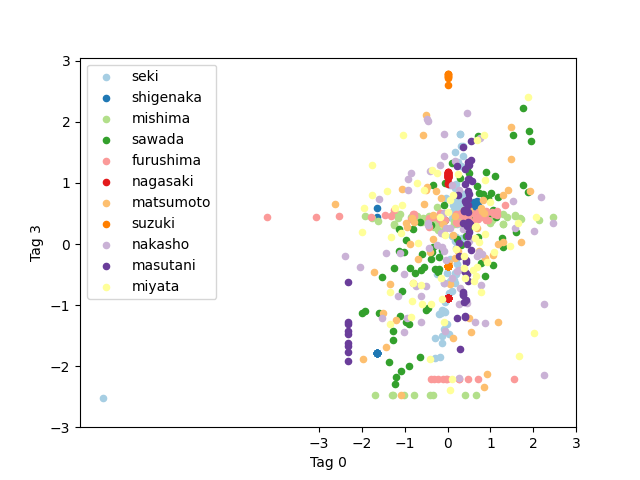 seki
shigenaka
mishima
sawada
furushima
nagasaki
matsumoto
suzuki
nakasho
masutani
miyata
3
2
1
0
−1
−2
−3
Tag 3
−3
−2
−1
0
1
2
3
Tag 0